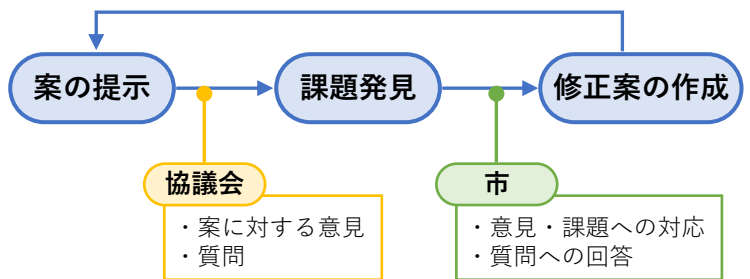 案の提示
課題発見
修正案の作成
協議会
・案に対する意見
・質問
市
・意見・課題への対応
・質問への回答